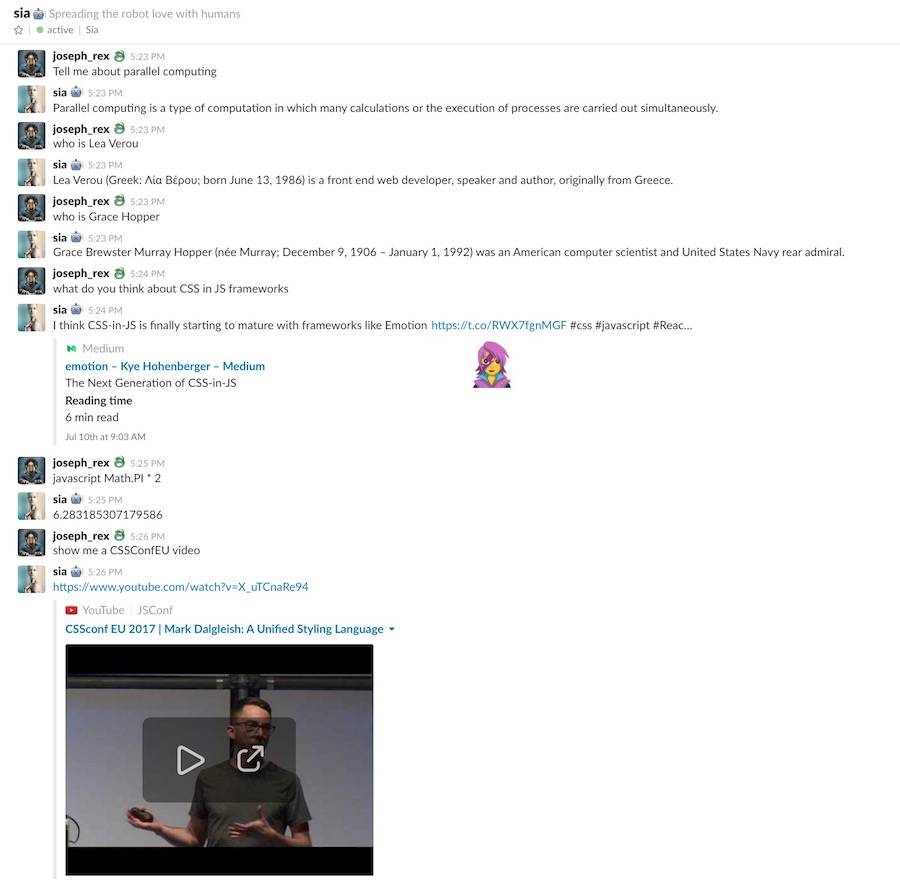 sia Spreading the robot love with humans
active | Sia
joseph_rex 5:23 PM
Tell me about parallel computing
sia 5:23 PM
Parallel computing is a type of computation in which many calculations or the execution of processes are carried out simultaneously.
joseph_rex 5:23 PM
who is Lea Verou
sia 5:23 PM
Lea Verou (Greek: Λία Βέρου; born June 13, 1986) is a front end web developer, speaker and author, originally from Greece.
joseph_rex 5:23 PM
who is Grace Hopper
sia 5:23 PM
Grace Brewster Murray Hopper (née Murray; December 9, 1906 – January 1, 1992) was an American computer scientist and United States Navy rear admiral.
joseph_rex 5:24 PM
what do you think about CSS in JS frameworks
sia 5:24 PM
I think CSS-in-JS is finally starting to mature with frameworks like Emotion https://t.co/RWX7fgnMGF #css #javascript #Reac...
Medium
emotion – Kye Hohenberger – Medium
The Next Generation of CSS-in-JS
Reading time
6 min read
Jul 10th at 9:03 AM
joseph_rex 5:25 PM
javascript Math.PI * 2
sia 5:25 PM
6.283185307179586
joseph_rex 5:26 PM
show me a CSSConfEU video
sia 5:26 PM
https://www.youtube.com/watch?v=X_uTCnaRe94
YouTube | JSConf
CSSconf EU 2017 | Mark Dalgleish: A Unified Styling Language